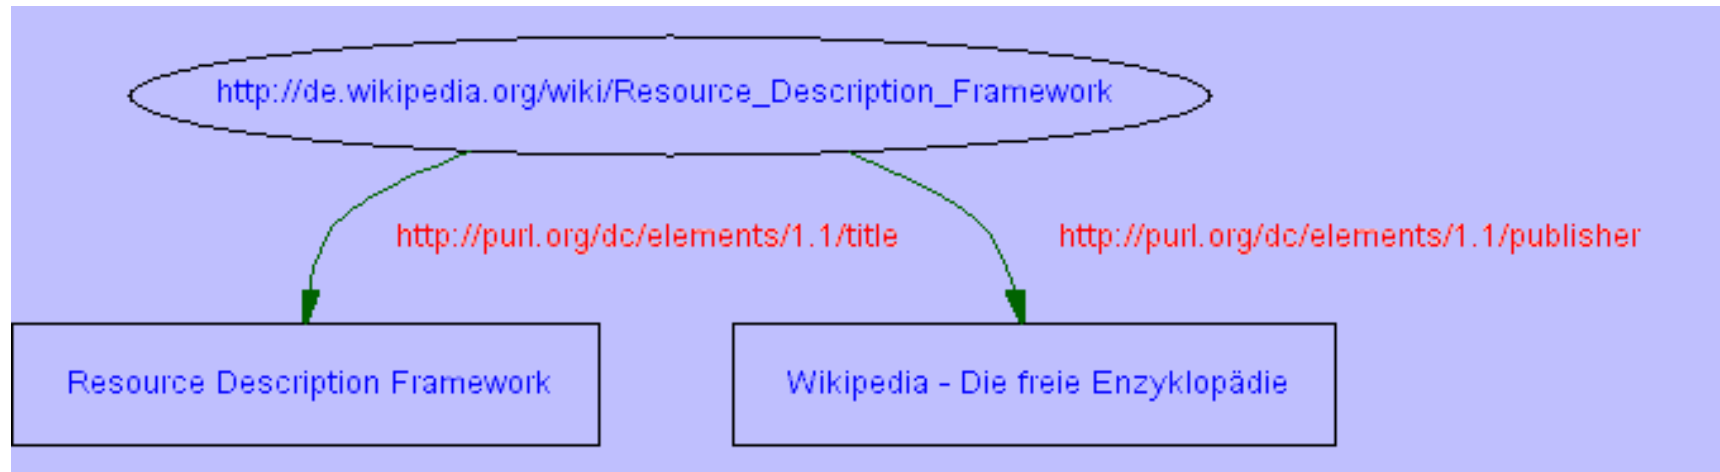 http://de.wikipedia.org/wiki/Resource_Description_Framework
http://purl.org/dc/elements/1.1/title
http://purl.org/dc/elements/1.1/publisher
Resource Description Framework
Wikipedia - Die freie Enzyklopädie